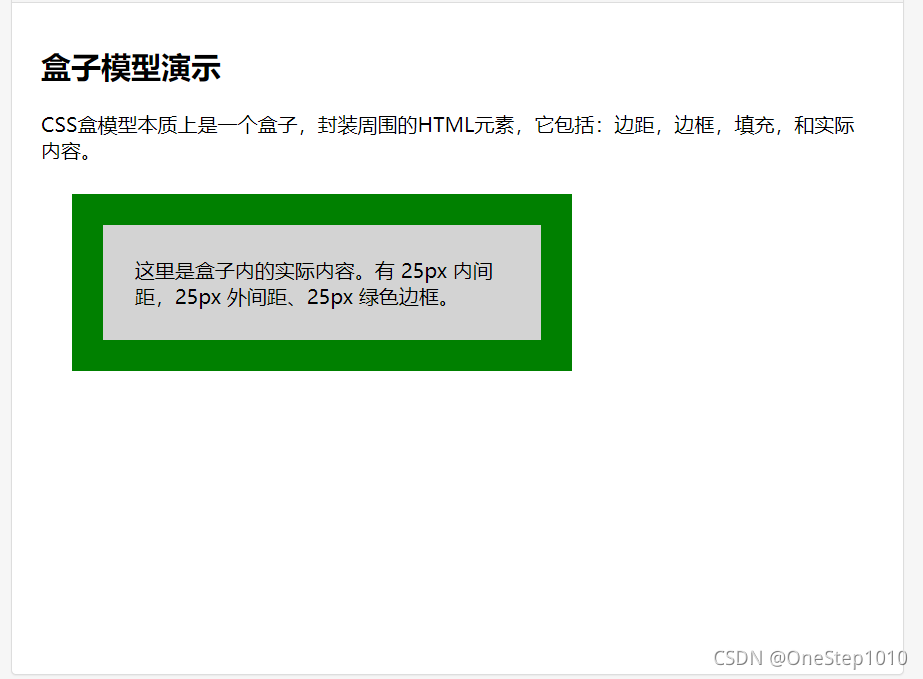 盒子模型演示
CSS盒模型本质上是一个盒子，封装周围的HTML元素，它包括：边距，边框，填充，和实际
内容。
这里是盒子内的实际内容。有 25px 内间
距，25px 外间距、25px 绿色边框。
CSDN @OneStep1010